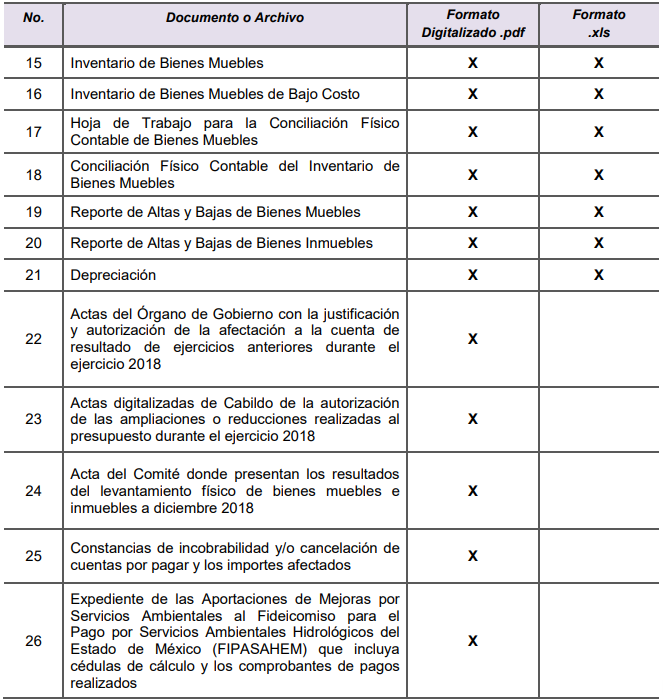 No. Documento o Archivo Formato Digitalizado .pdf Formato .xls
15 Inventario de Bienes Muebles X X
16 Inventario de Bienes Muebles de Bajo Costo X X
17 Hoja de Trabajo para la Conciliación Físico
Contable de Bienes Muebles X X
18 Conciliación Físico Contable del Inventario de
Bienes Muebles X X
19 Reporte de Altas y Bajas de Bienes Muebles X X
20 Reporte de Altas y Bajas de Bienes Inmuebles X X
21 Depreciación X X
22 Actas del Órgano de Gobierno con la justificación
y autorización de la afectación a la cuenta de
resultado de ejercicios anteriores durante el
ejercicio 2018 X
23 Actas digitalizadas de Cabildo de la autorización
de las ampliaciones o reducciones realizadas al
presupuesto durante el ejercicio 2018 X
24 Acta del Comité donde presentan los resultados
del levantamiento físico de bienes muebles e
inmuebles a diciembre 2018 X
25 Constancias de incobrabilidad y/o cancelación de
cuentas por pagar y los importes afectados X
26 Expediente de las Aportaciones de Mejoras por
Servicios Ambientales al Fideicomiso para el
Pago por Servicios Ambientales Hidrológicos del
Estado de México (FIPASAHEM) que incluya
cédulas de cálculo y los comprobantes de pagos
realizados X